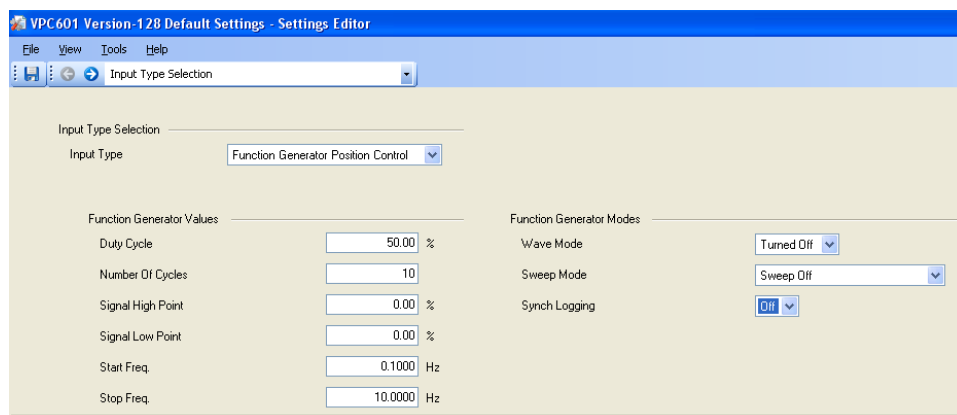 VPC601 Version-128 Default Settings - Settings Editor
File View Tools Help
Input Type Selection
Input Type Selection
Input Type Function Generator Position Control
Function Generator Values Function Generator Modes
Duty Cycle 50.00 % Wave Mode Turned Off
Number Of Cycles 10 Sweep Mode Sweep Off
Signal High Point 0.00 % Synch Logging Off
Signal Low Point 0.00 %
Start Freq. 0.1000 Hz
Stop Freq. 10.0000 Hz